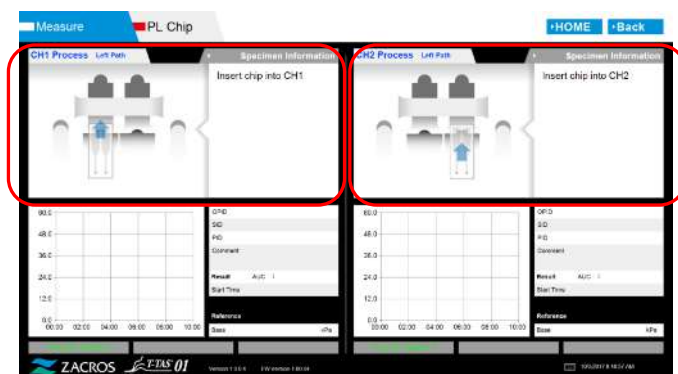 Measure
PL Chip
HOME
Back
CH1 Process Left Path
Specimen Information
Insert chip into CH1
CH2 Process Left Path
Specimen Information
Insert chip into CH2
60.0
48.0
36.0
24.0
12.0
0.0
00:00 02:00 04:00 06:00 08:00 10:00
OPID
SID
PID
Comment
Result AUC :
Start Time
Reference
Base kPa
60.0
48.0
36.0
24.0
12.0
0.0
00:00 02:00 04:00 06:00 08:00 10:00
OPID
SID
PID
Comment
Result AUC :
Start Time
Reference
Base kPa
ZACROS T-TAS 01